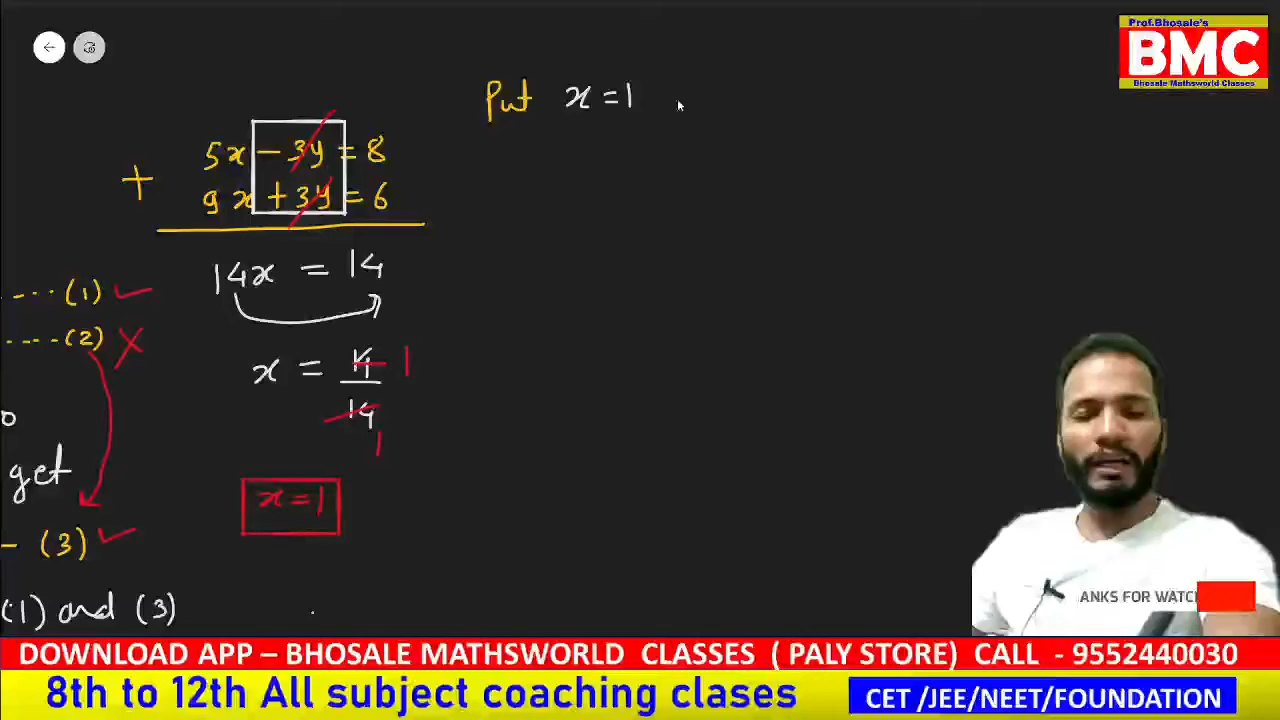 Prof.Bhosale's
BMC
Bhosale Mathsworld Classes
Put x = 1
+ 5x - 3y = 8
9x + 3y = 6
14x = 14
---- (1)
---- (2)
x = 14/14 1
1
get
x = 1
- (3)
(1) and (3)
ANKS FOR WATC
DOWNLOAD APP – BHOSALE MATHSWORLD CLASSES ( PALY STORE) CALL - 9552440030
8th to 12th All subject coaching clases
CET /JEE/NEET/FOUNDATION